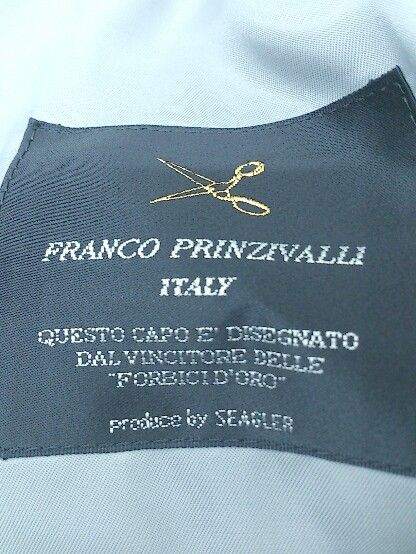 FRANCO PRINZIVALLI
ITALY
QUESTO CAPO E' DISEGNATO
DAL VINCITORE DELLE
"FORBICI D'ORO"
produce by SEAGLER